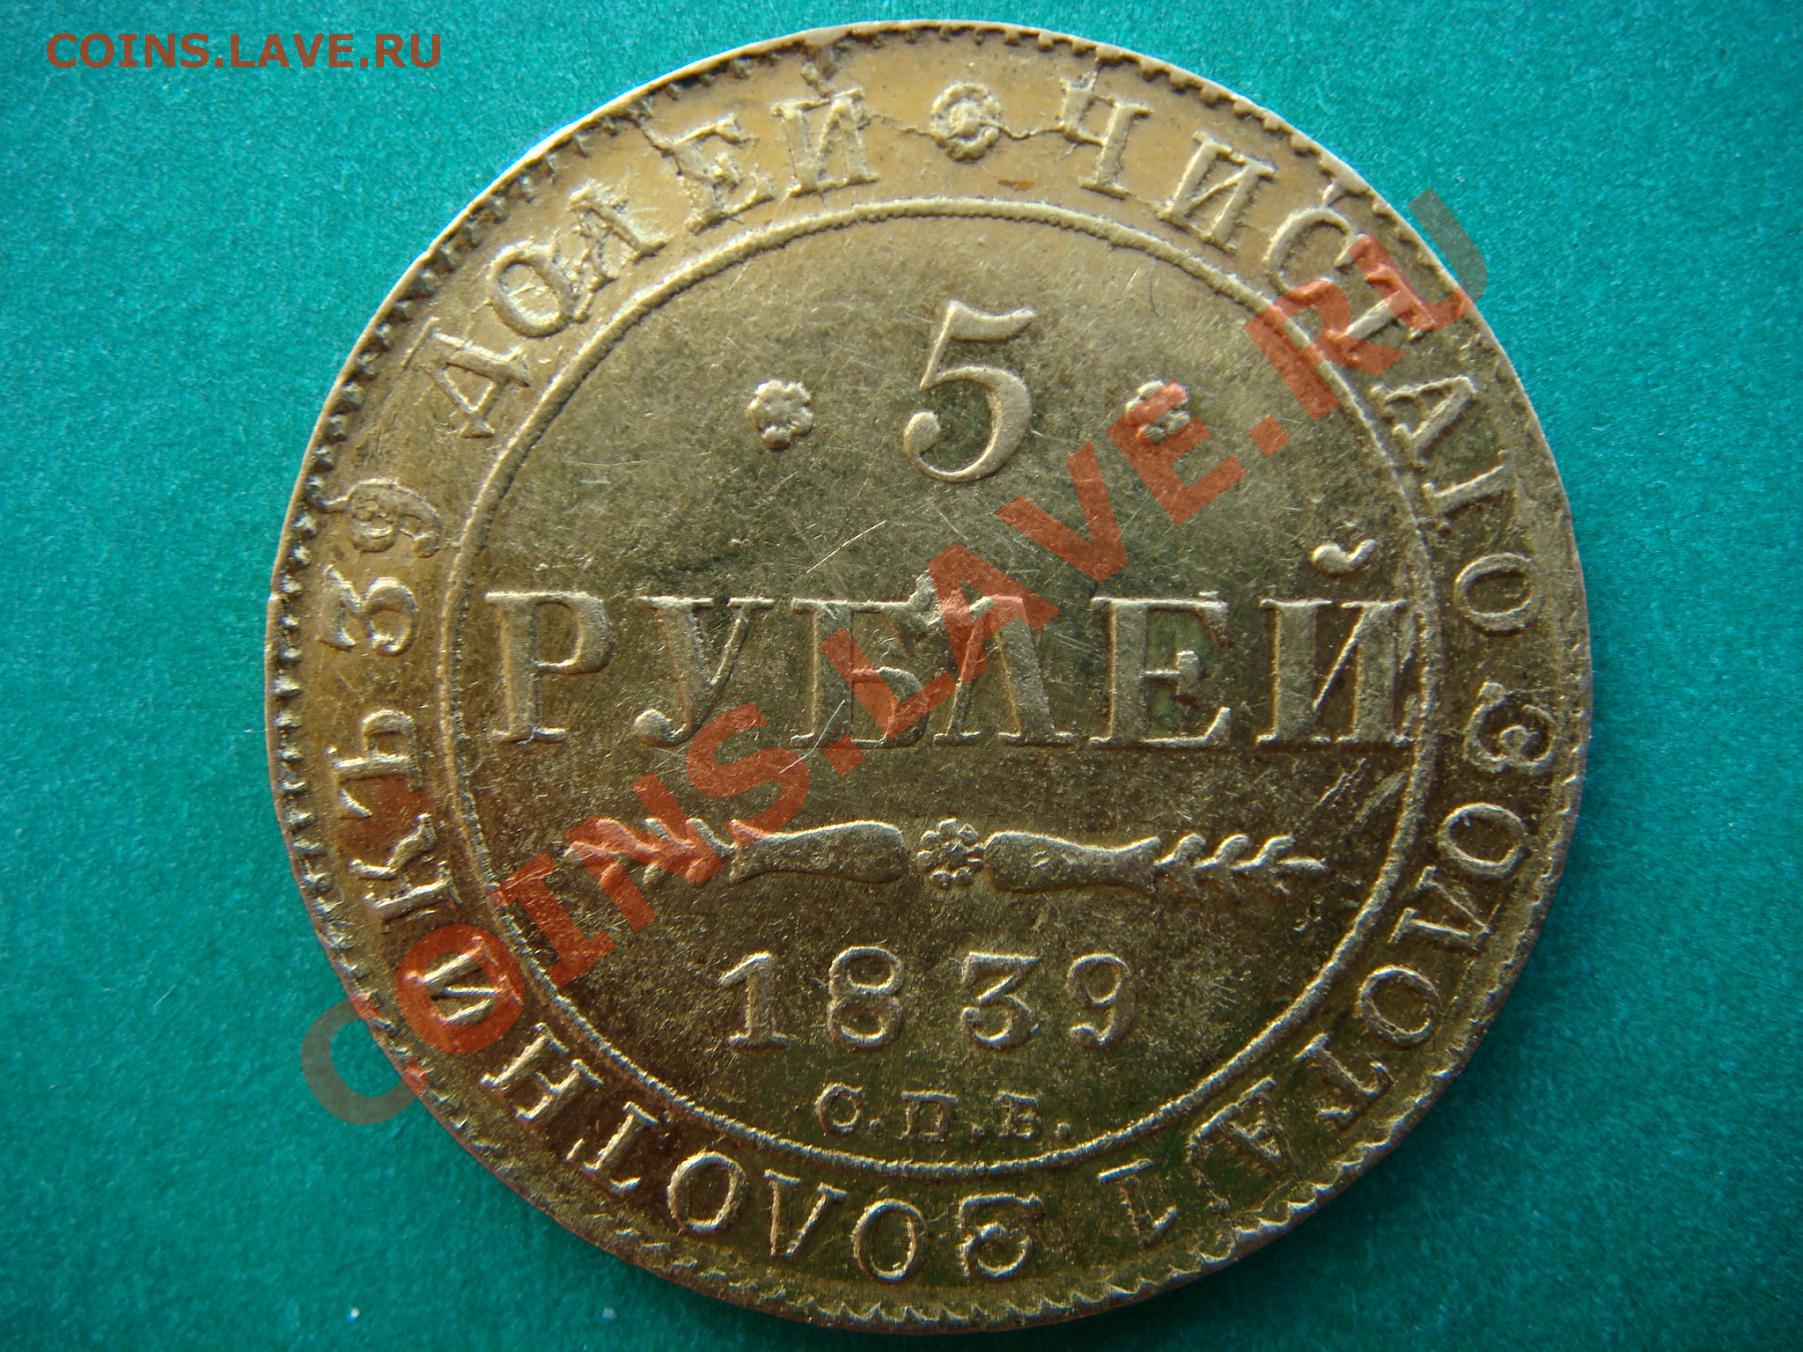 COINS.LAVE.RU
ЧИСТАГО ЗОЛОТА 1 ЗОЛОТНИКЪ 39 ДОЛЕЙ
5
РУБЛЕЙ
1839
С.П.Б.
COINS.LAVE.RU